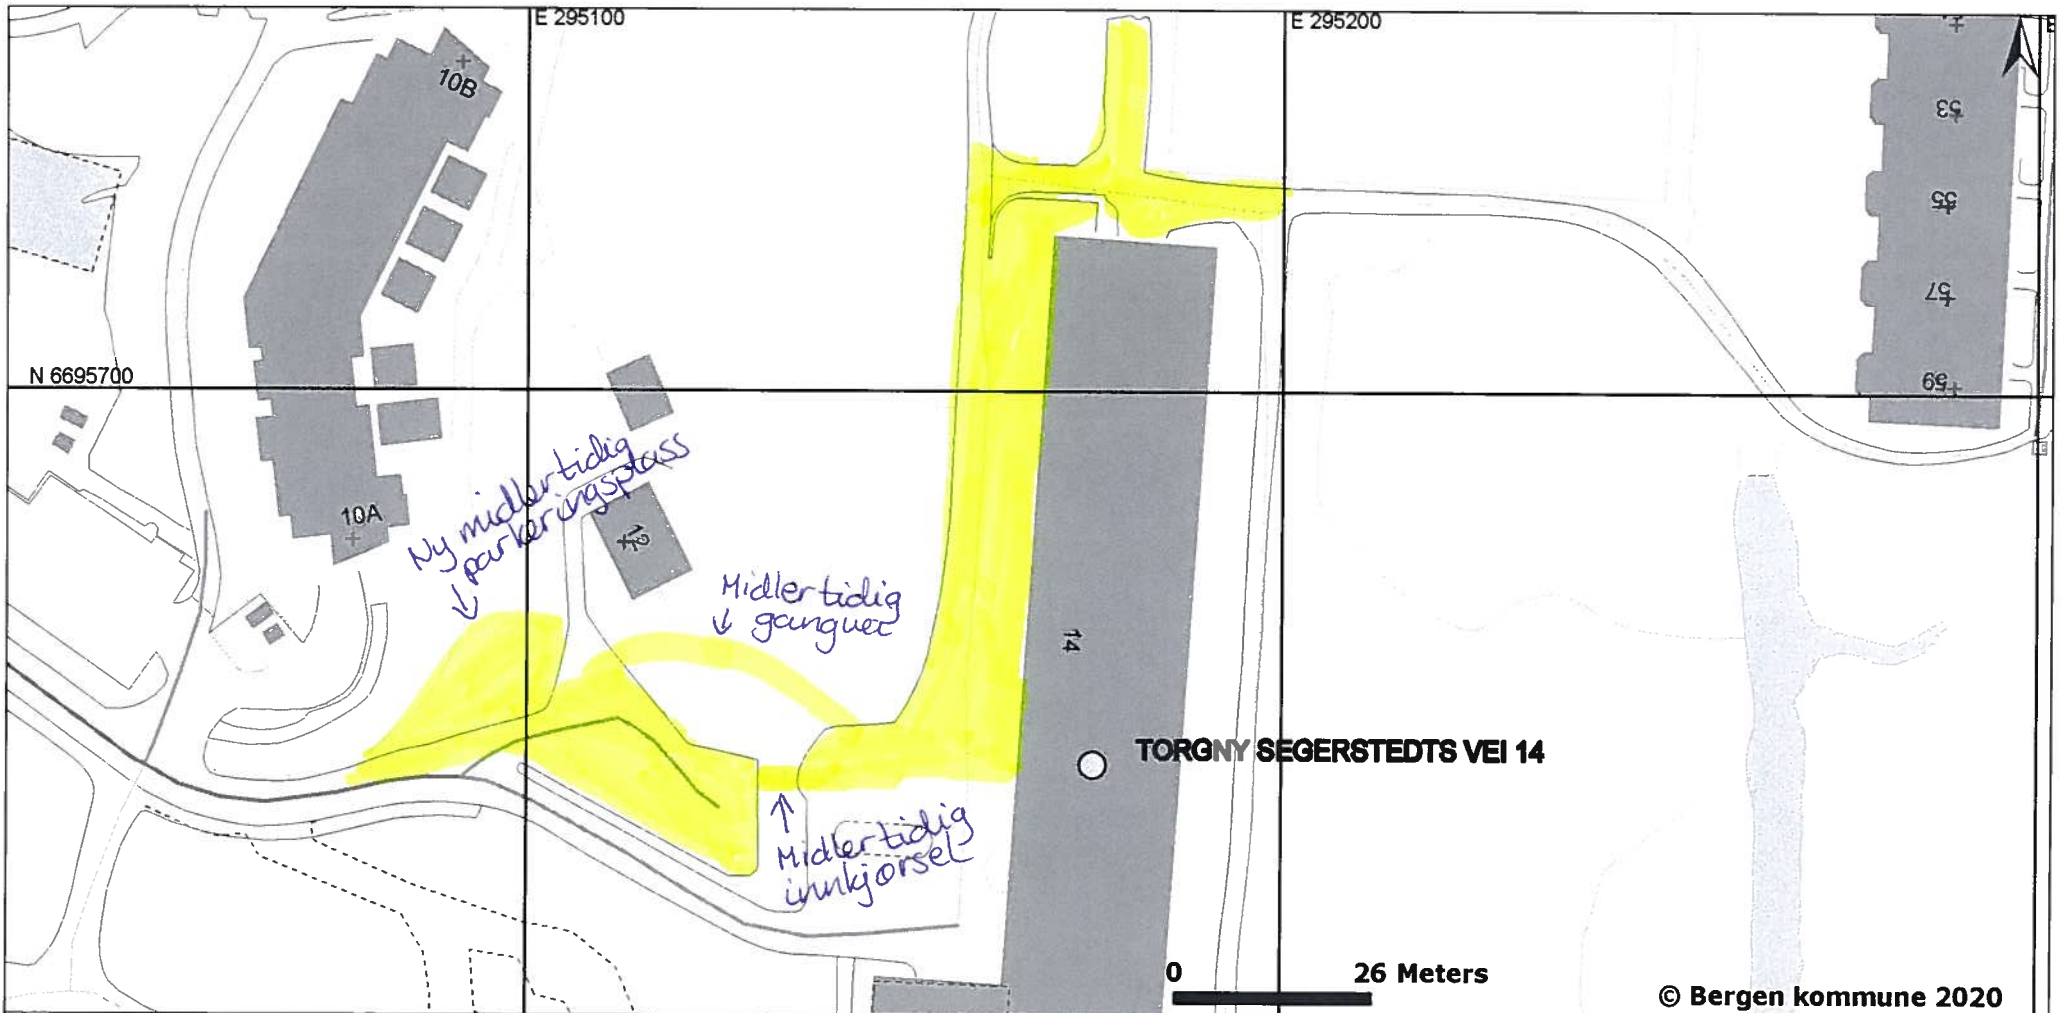 E 295100
E 295200
10B
53
55
57
N 6695700
59
Ny midlertidig
parkeringsplass
10A
12
Midlertidig
gangvei
14
TORGNY SEGERSTEDTS VEI 14
Midlertidig
innkjørsel
0 26 Meters
© Bergen kommune 2020